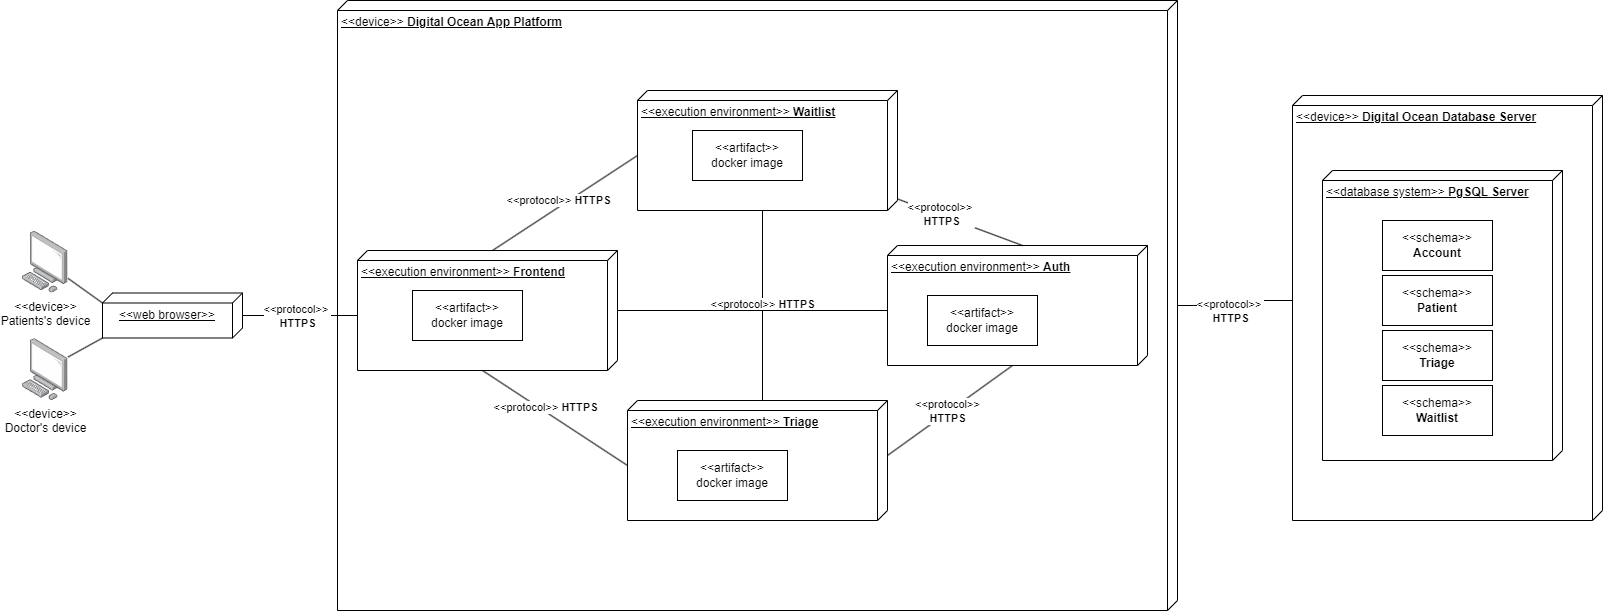 <<device>> Digital Ocean App Platform
<<execution environment>> Waitlist
<<artifact>>
docker image
<<device>> Digital Ocean Database Server
<<database system>> PgSQL Server
<<schema>>
Account
<<schema>>
Patient
<<schema>>
Triage
<<schema>>
Waitlist
<<protocol>> HTTPS
<<protocol>>
HTTPS
<<execution environment>> Frontend
<<artifact>>
docker image
<<execution environment>> Auth
<<artifact>>
docker image
<<device>>
Patients's device
<<web browser>>
<<protocol>>
HTTPS
<<protocol>> HTTPS
<<protocol>>
HTTPS
<<device>>
Doctor's device
<<protocol>> HTTPS
<<protocol>>
HTTPS
<<execution environment>> Triage
<<artifact>>
docker image